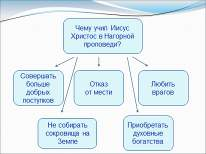 Чему учил Иисус
Христос в Нагорной
проповеди?
Совершать
больше
добрых
поступков
Отказ
от мести
Любить
врагов
Не собирать
сокровища на
Земле
Приобретать
духовные
богатства